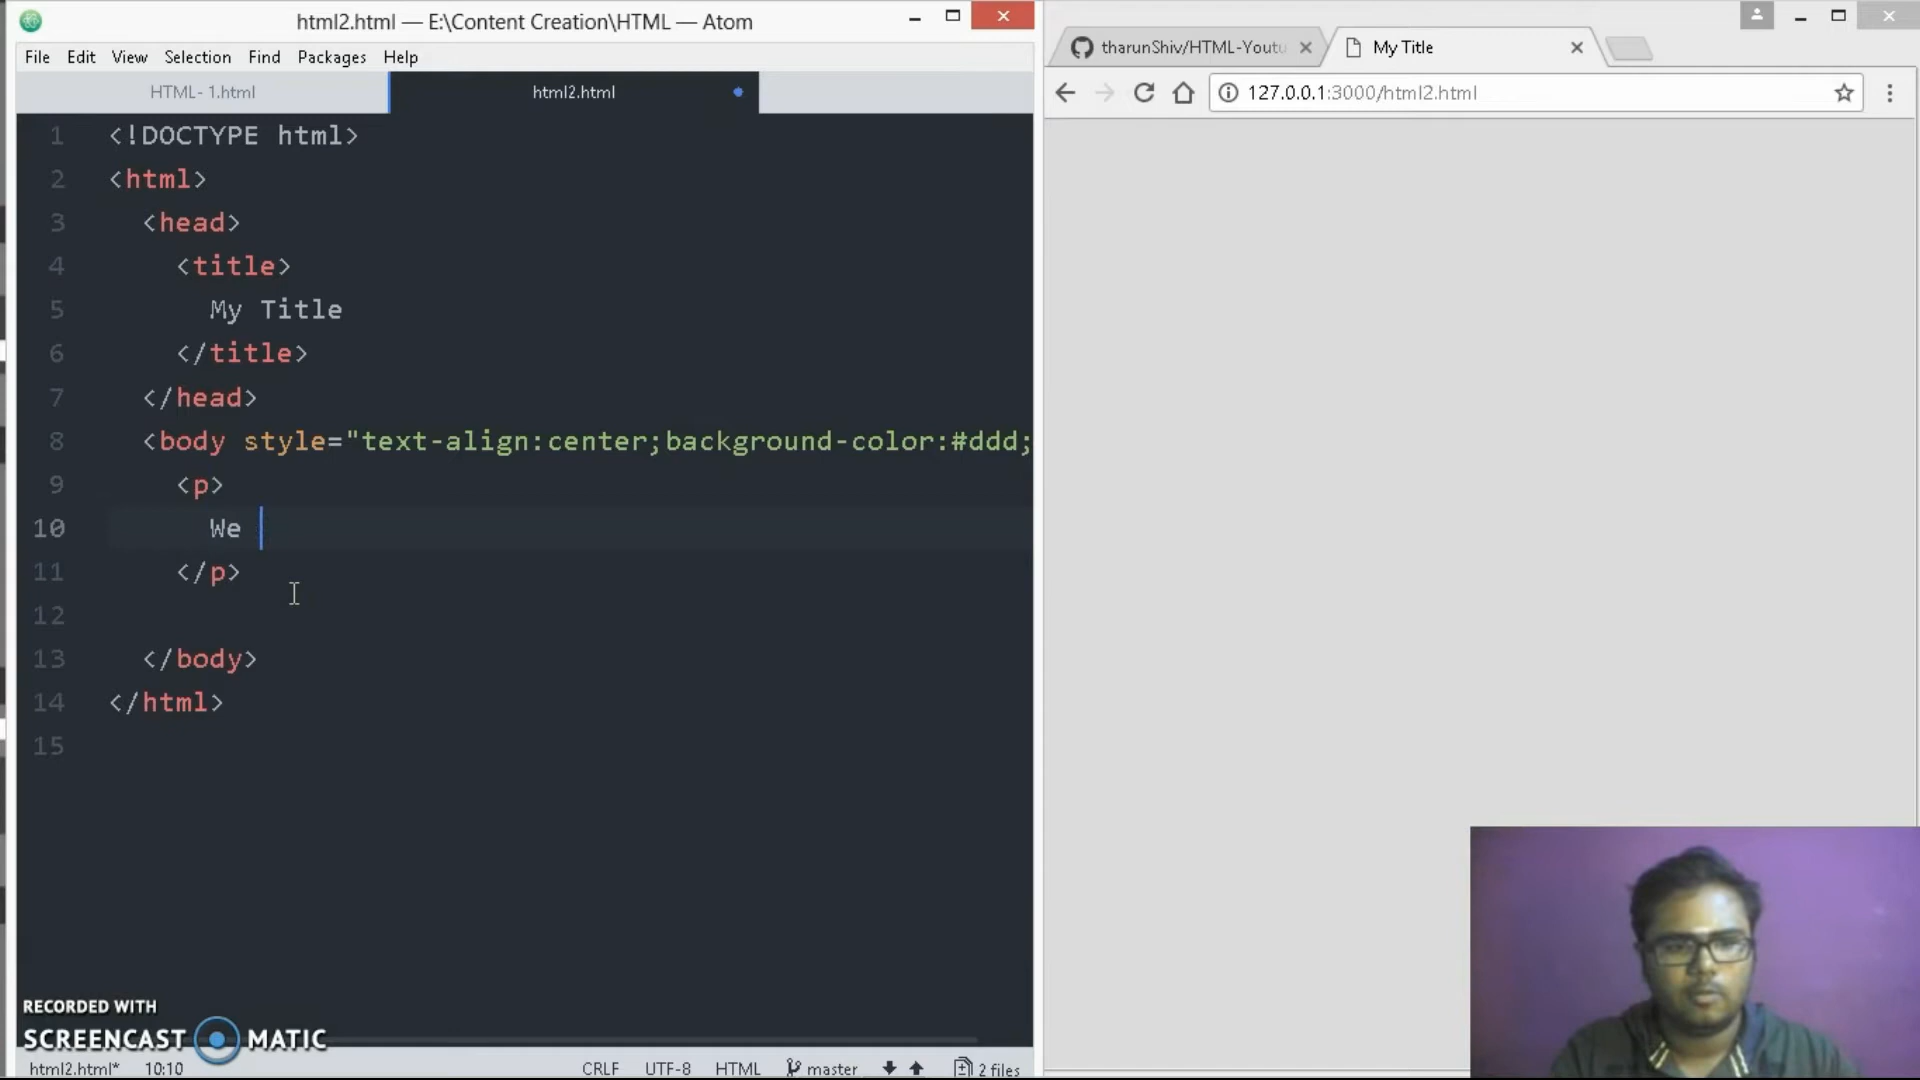 html2.html — E:\Content Creation\HTML — Atom
File Edit View Selection Find Packages Help
HTML- 1.html
html2.html
1 <!DOCTYPE html>
2 <html>
3 <head>
4 <title>
5 My Title
6 </title>
7 </head>
8 <body style="text-align:center;background-color:#ddd;
9 <p>
10 We
11 </p>
12
13 </body>
14 </html>
15
RECORDED WITH
SCREENCAST MATIC
html2.html* 10:10 CRLF UTF-8 HTML master 2 files
tharunShiv/HTML-Youtu
My Title
127.0.0.1:3000/html2.html